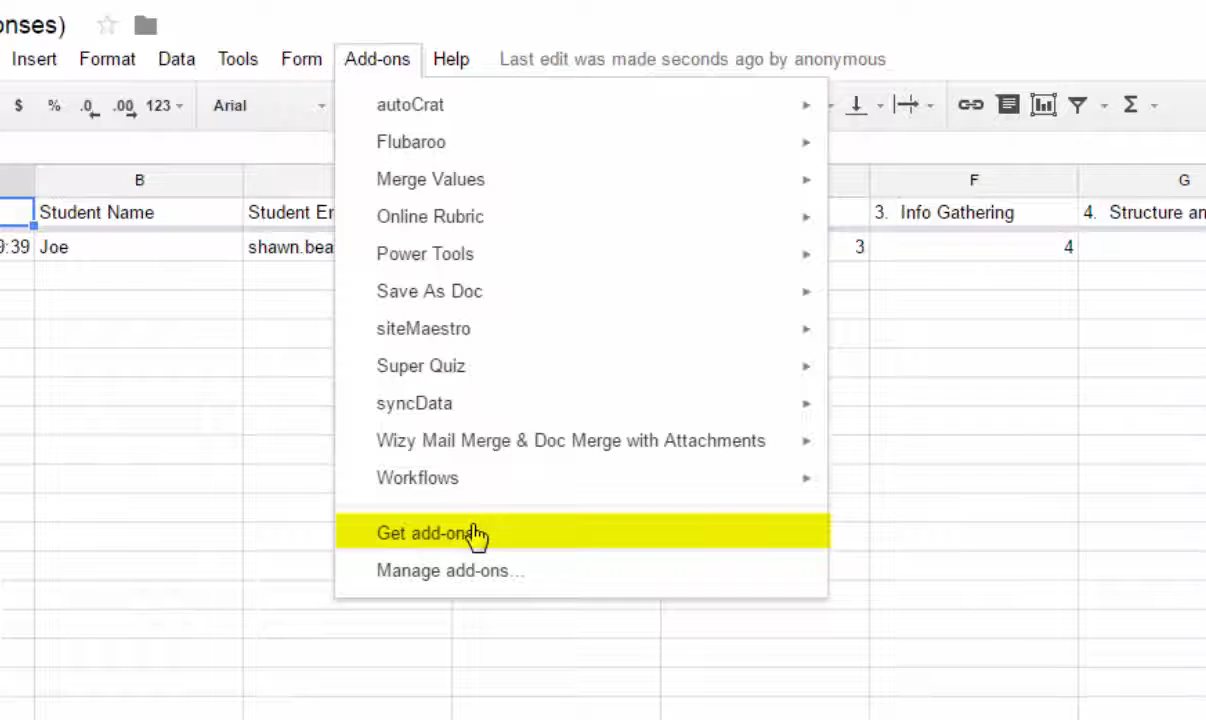 onses)
Insert Format Data Tools Form Add-ons Help Last edit was made seconds ago by anonymous
$ % .0 .00 123 Arial Σ
autoCrat
Flubaroo
Merge Values
Online Rubric
Power Tools
Save As Doc
siteMaestro
Super Quiz
syncData
Wizy Mail Merge & Doc Merge with Attachments
Workflows
Get add-ons
Manage add-ons...
B F G
Student Name Student Er 3. Info Gathering 4. Structure an
9:39 Joe shawn.bea 3 4